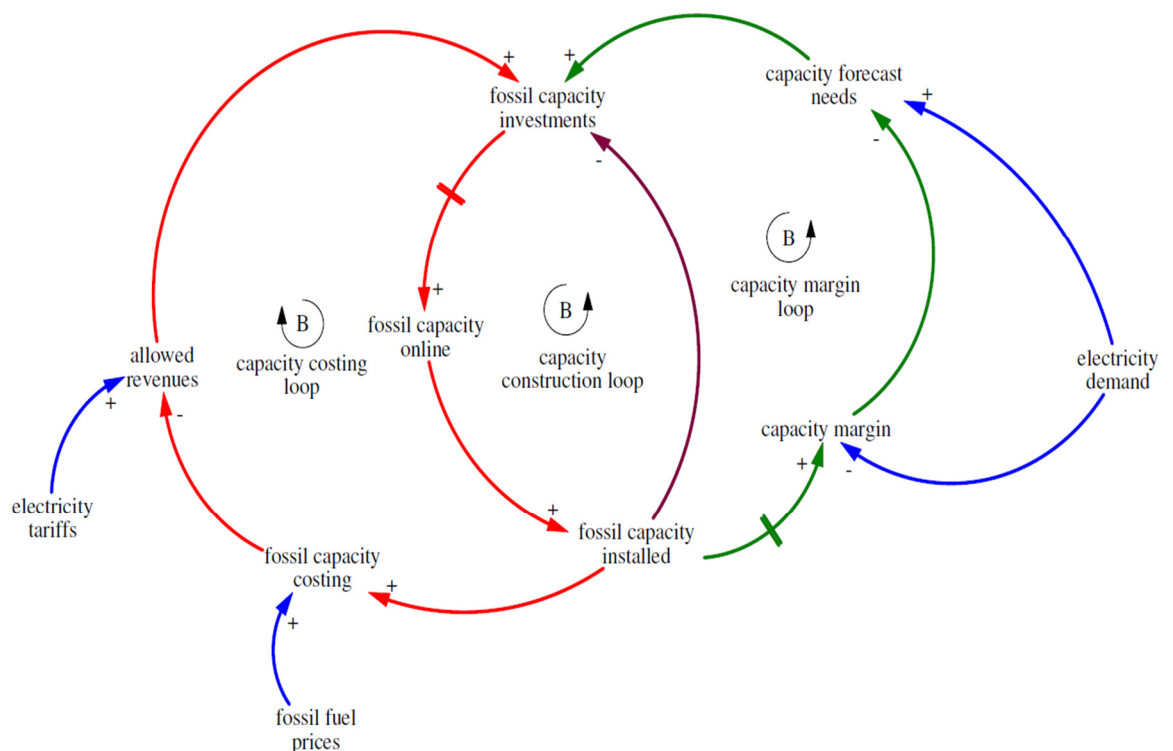 +
+
fossil capacity
investments
-
capacity forecast
needs
+
-
B
capacity margin
loop
+
fossil capacity
online
B
capacity
construction loop
B
capacity costing
loop
allowed
revenues
+
-
electricity
demand
capacity margin
+
-
electricity
tariffs
+
fossil capacity
installed
fossil capacity
costing
+
+
fossil fuel
prices